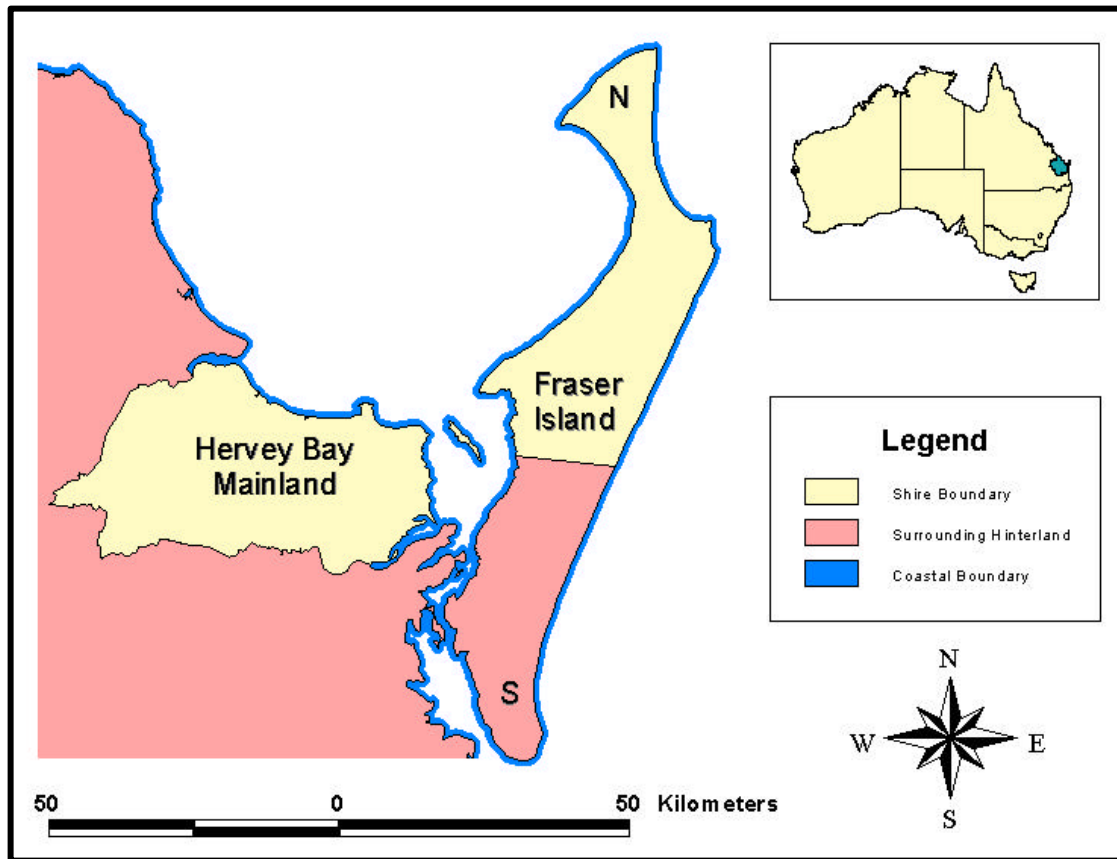 N
Fraser
Island
Hervey Bay
Mainland
S
Legend
Shire Boundary
Surrounding Hinterland
Coastal Boundary
N
W E
S
50 0 50 Kilometers